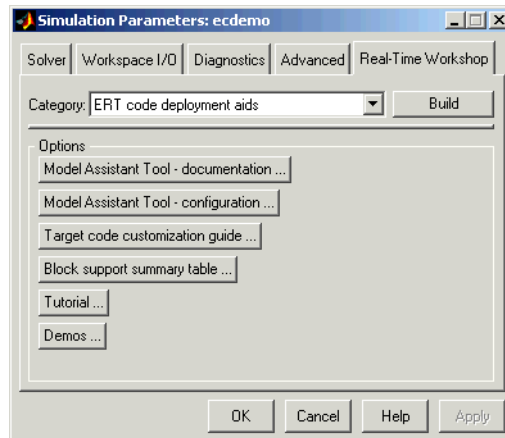 Simulation Parameters: ecdemo
Solver Workspace I/O Diagnostics Advanced Real-Time Workshop
Category: ERT code deployment aids Build
Options
Model Assistant Tool - documentation ...
Model Assistant Tool - configuration ...
Target code customization guide ...
Block support summary table ...
Tutorial ...
Demos ...
OK Cancel Help Apply